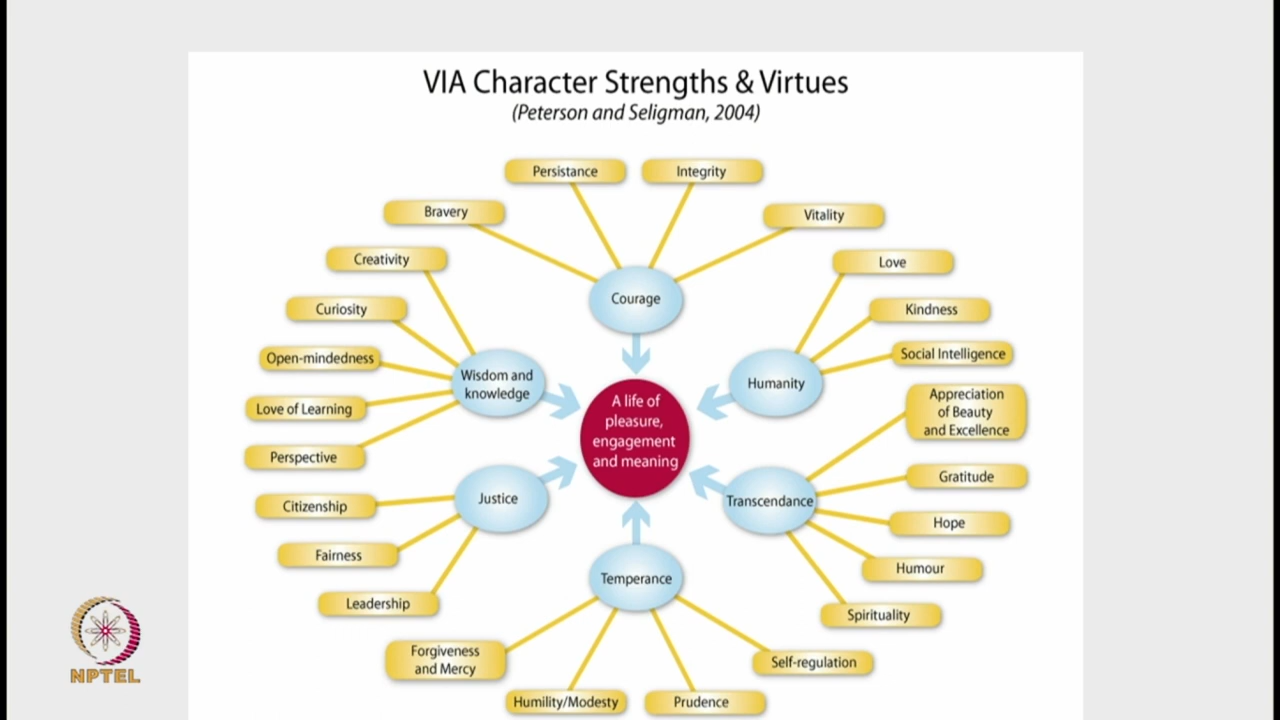 VIA Character Strengths & Virtues
(Peterson and Seligman, 2004)
Persistance
Integrity
Bravery
Vitality
Creativity
Love
Curiosity
Kindness
Courage
Open-mindedness
Social Intelligence
Wisdom and
knowledge
Humanity
Love of Learning
Appreciation
of Beauty
and Excellence
A life of
pleasure,
engagement
and meaning
Perspective
Gratitude
Citizenship
Justice
Transcendance
Hope
Fairness
Humour
Temperance
Leadership
Spirituality
Forgiveness
and Mercy
Self-regulation
Humility/Modesty
Prudence
NPTEL